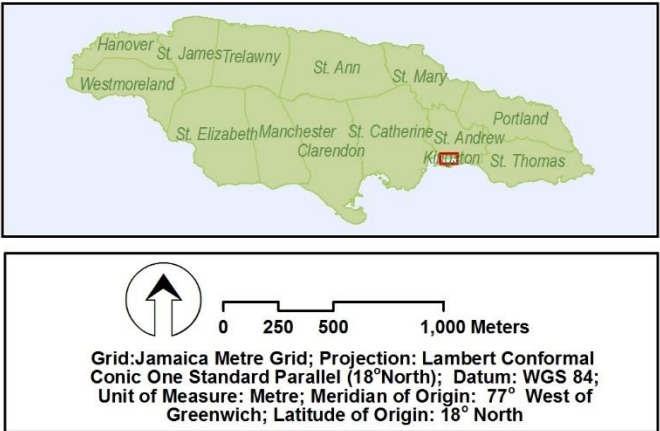 Hanover St. James Trelawny St. Ann St. Mary
Westmoreland Portland
St. Elizabeth Manchester St. Catherine St. Andrew
Clarendon Kingston St. Thomas
0 250 500 1,000 Meters
Grid:Jamaica Metre Grid; Projection: Lambert Conformal
Conic One Standard Parallel (18°North); Datum: WGS 84;
Unit of Measure: Metre; Meridian of Origin: 77° West of
Greenwich; Latitude of Origin: 18° North